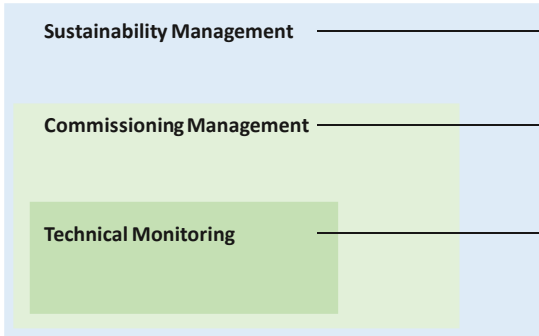 Sustainability Management
Commissioning Management
Technical Monitoring